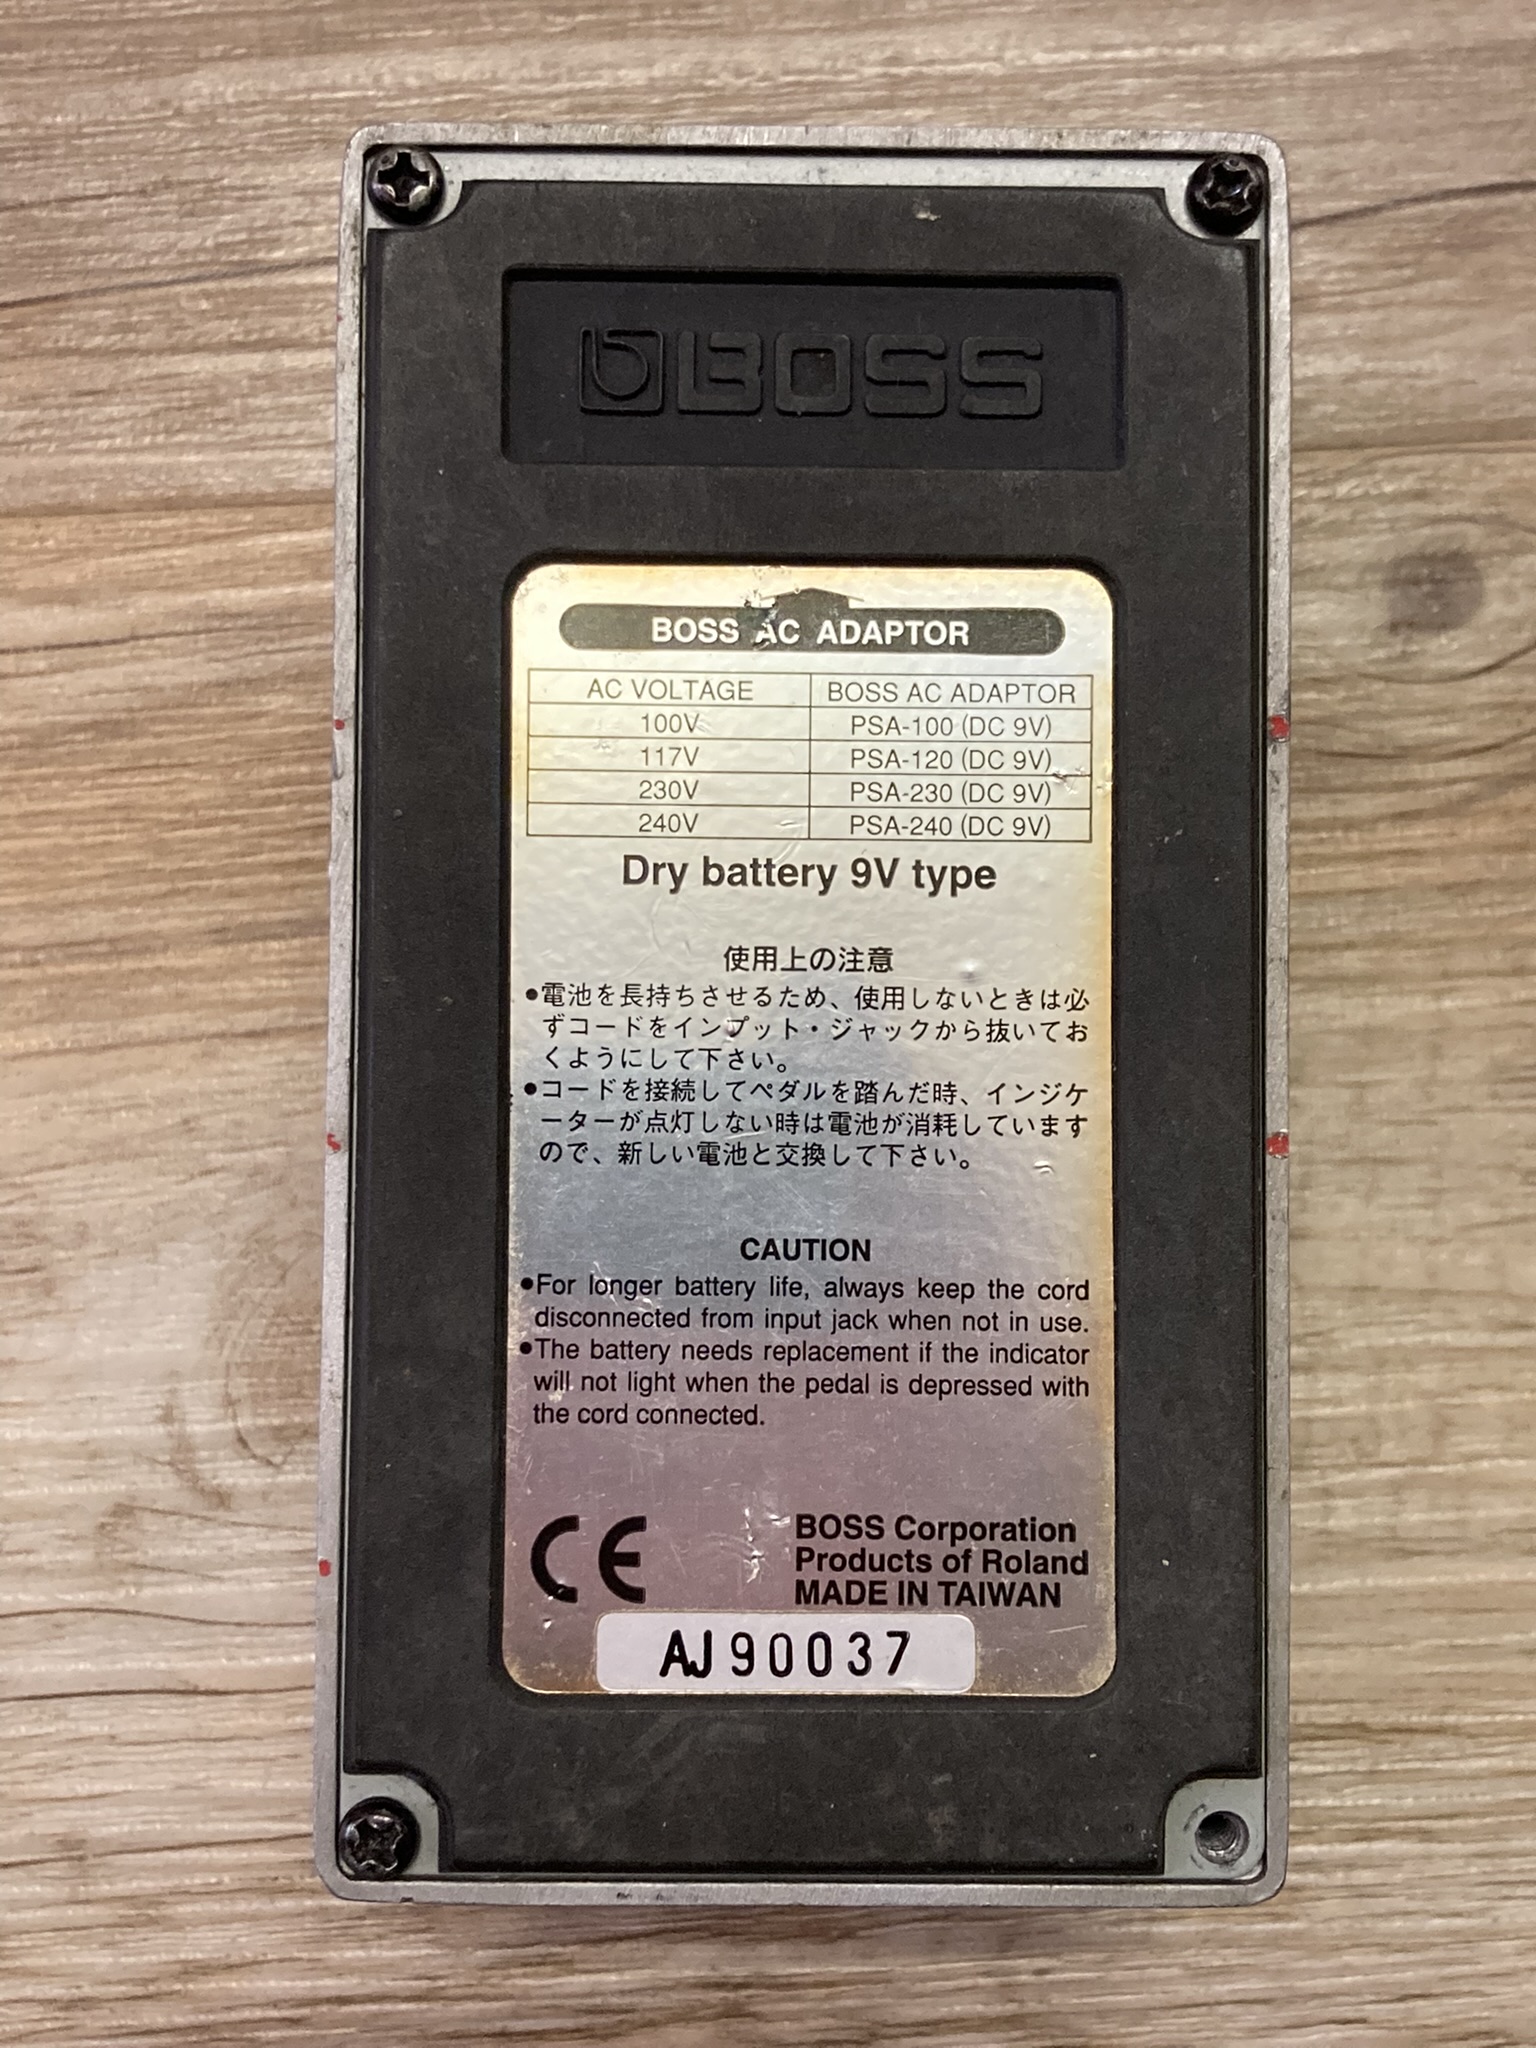 BOSS
BOSS AC ADAPTOR
AC VOLTAGE BOSS AC ADAPTOR
100V PSA-100 (DC 9V)
117V PSA-120 (DC 9V)
230V PSA-230 (DC 9V)
240V PSA-240 (DC 9V)
Dry battery 9V type
使用上の注意
●電池を長持ちさせるため、使用しないときは必
ずコードをインプット・ジャックから抜いてお
くようにして下さい。
●コードを接続してペダルを踏んだ時、インジケ
ーターが点灯しない時は電池が消耗しています
ので、新しい電池と交換して下さい。
CAUTION
●For longer battery life, always keep the cord
disconnected from input jack when not in use.
●The battery needs replacement if the indicator
will not light when the pedal is depressed with
the cord connected.
CE
BOSS Corporation
Products of Roland
MADE IN TAIWAN
AJ90037